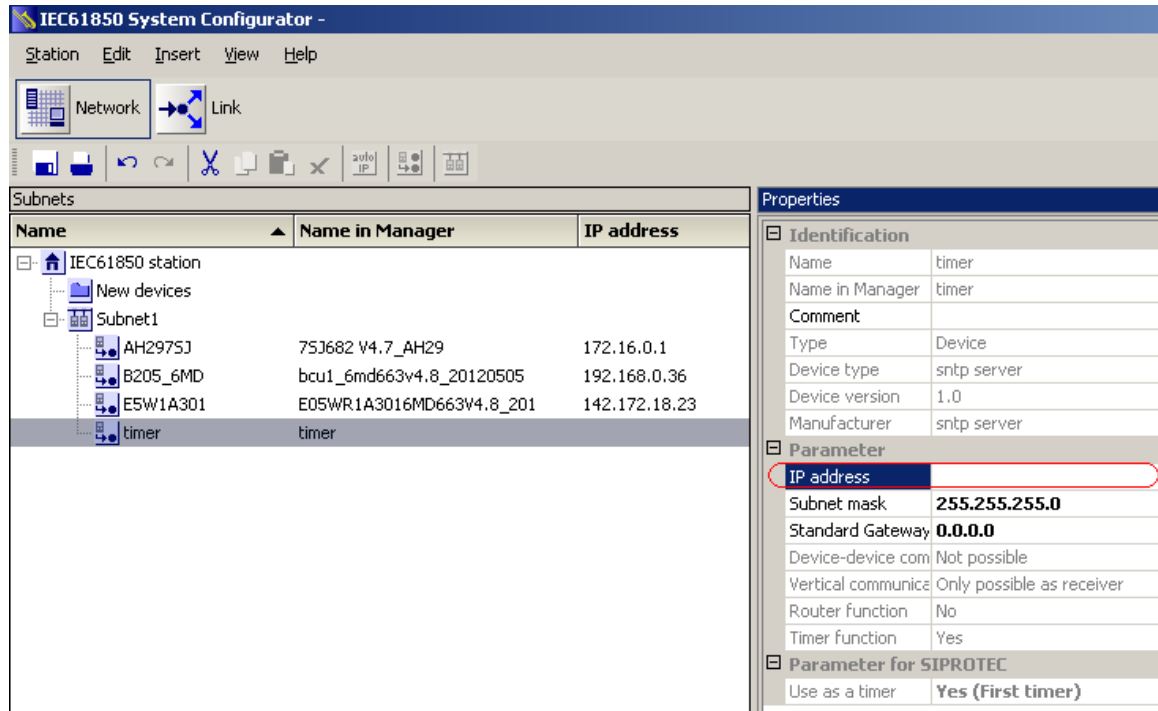 IEC61850 System Configurator -
Station Edit Insert View Help
Network Link
auto IP
Subnets
Name Name in Manager IP address
IEC61850 station
New devices
Subnet1
AH297SJ 7SJ682 V4.7_AH29 172.16.0.1
B205_6MD bcu1_6md663v4.8_20120505 192.168.0.36
E5W1A301 E05WR1A3016MD663V4.8_201 142.172.18.23
timer timer
Properties
Identification
Name timer
Name in Manager timer
Comment
Type Device
Device type sntp server
Device version 1.0
Manufacturer sntp server
Parameter
IP address
Subnet mask 255.255.255.0
Standard Gateway 0.0.0.0
Device-device com Not possible
Vertical communica Only possible as receiver
Router function No
Timer function Yes
Parameter for SIPROTEC
Use as a timer Yes (First timer)